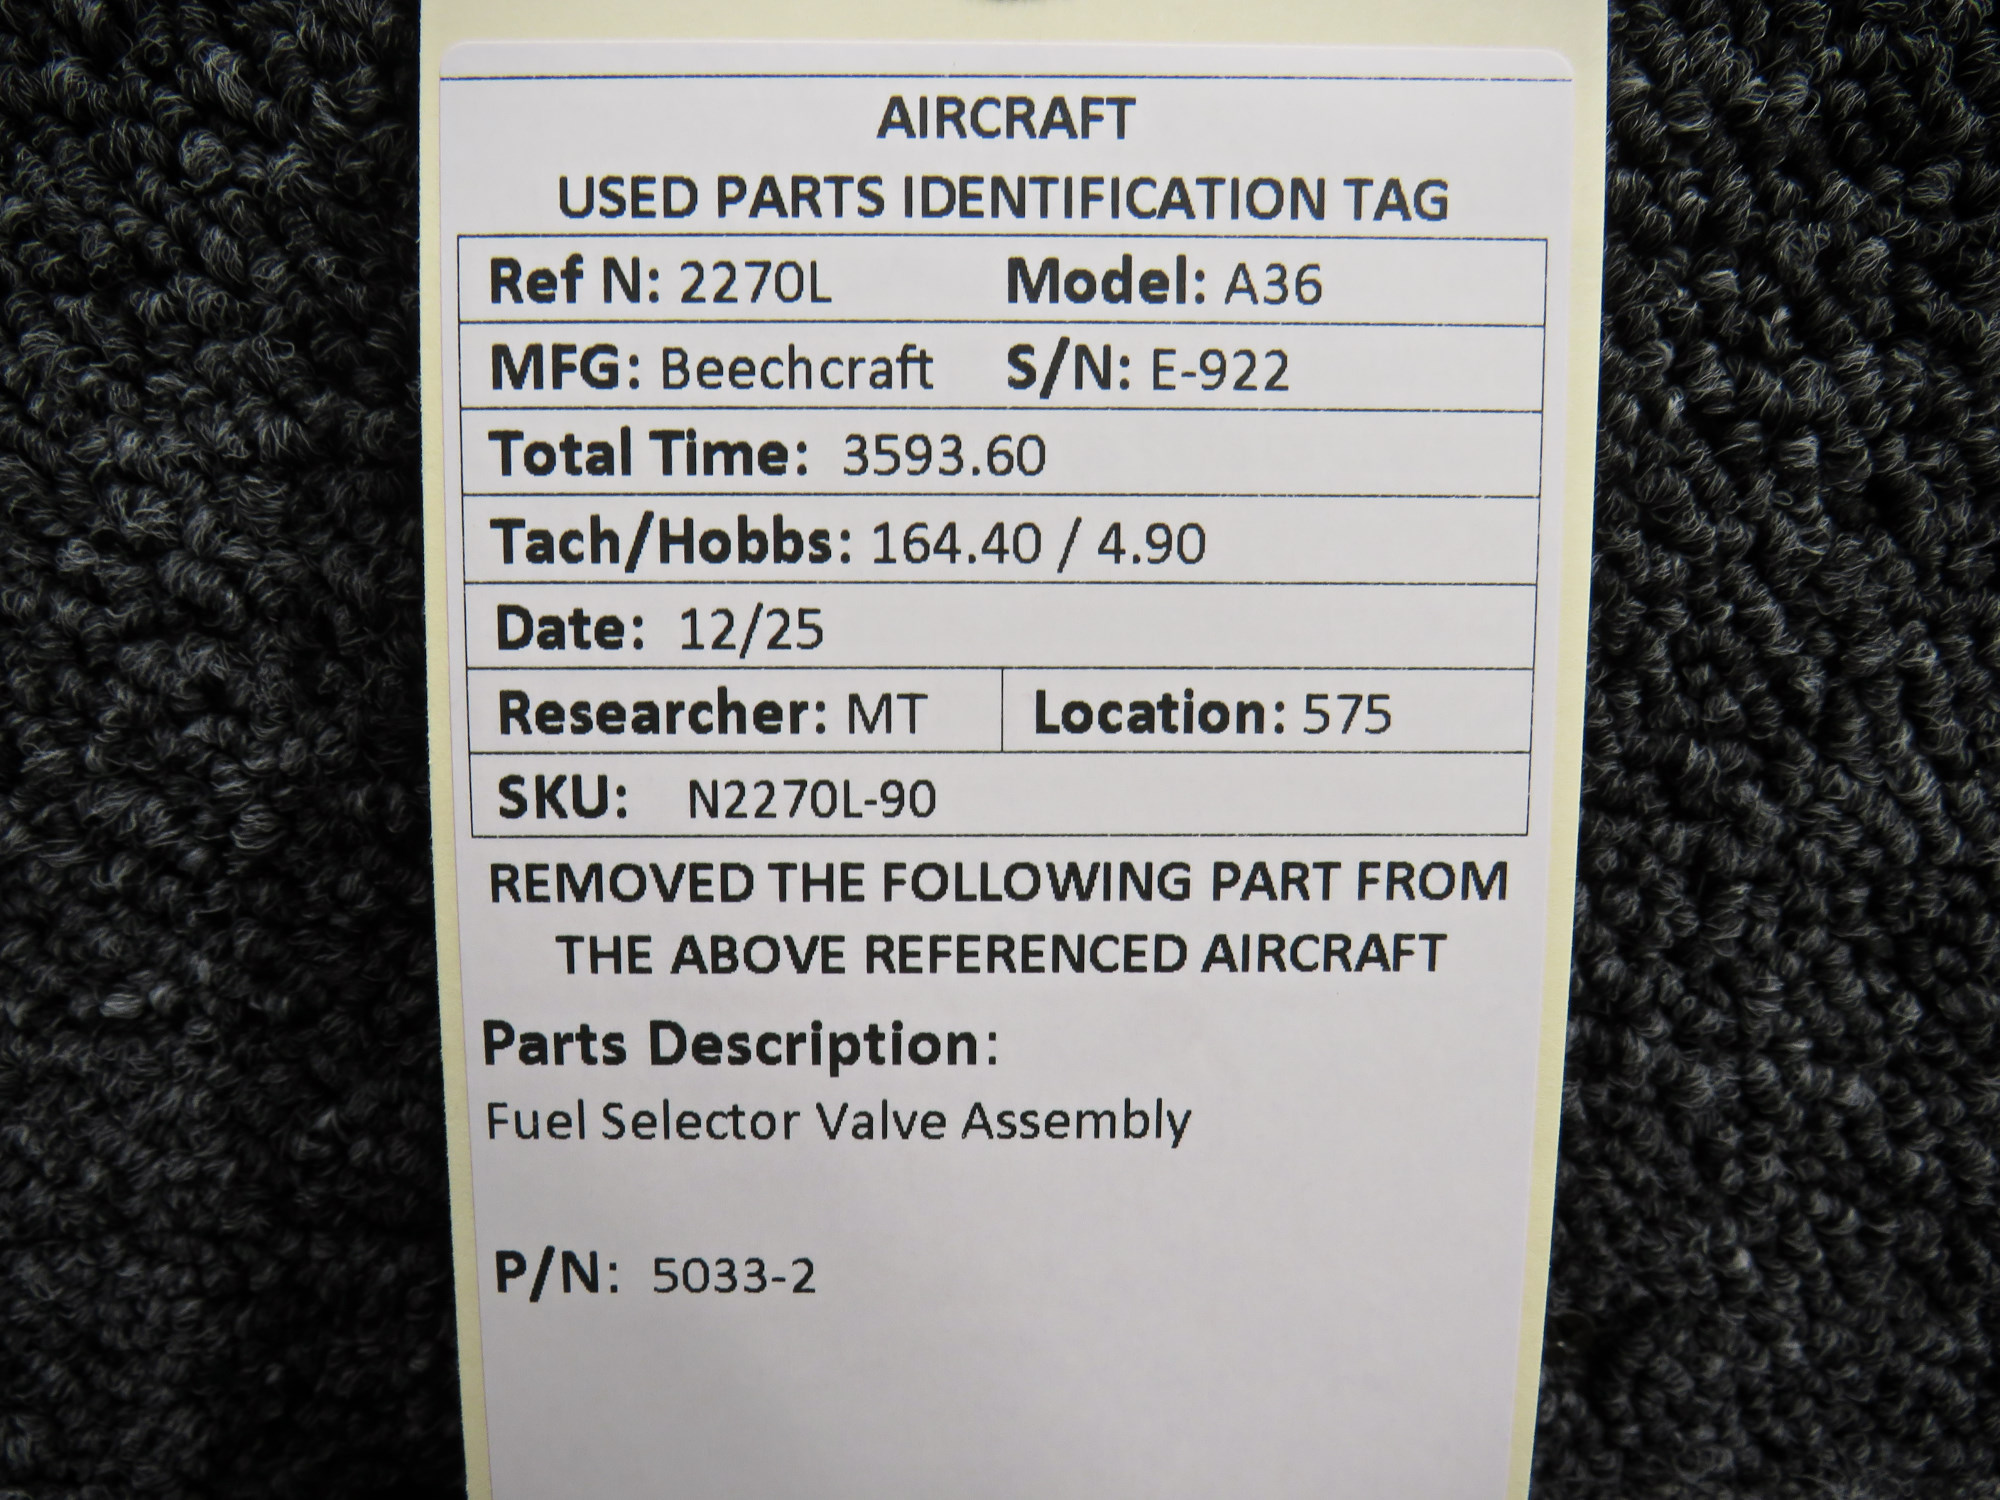 AIRCRAFT
USED PARTS IDENTIFICATION TAG
Ref N: 2270L Model: A36
MFG: Beechcraft S/N: E-922
Total Time: 3593.60
Tach/Hobbs: 164.40 / 4.90
Date: 12/25
Researcher: MT Location: 575
SKU: N2270L-90
REMOVED THE FOLLOWING PART FROM
THE ABOVE REFERENCED AIRCRAFT
Parts Description:
Fuel Selector Valve Assembly
P/N: 5033-2